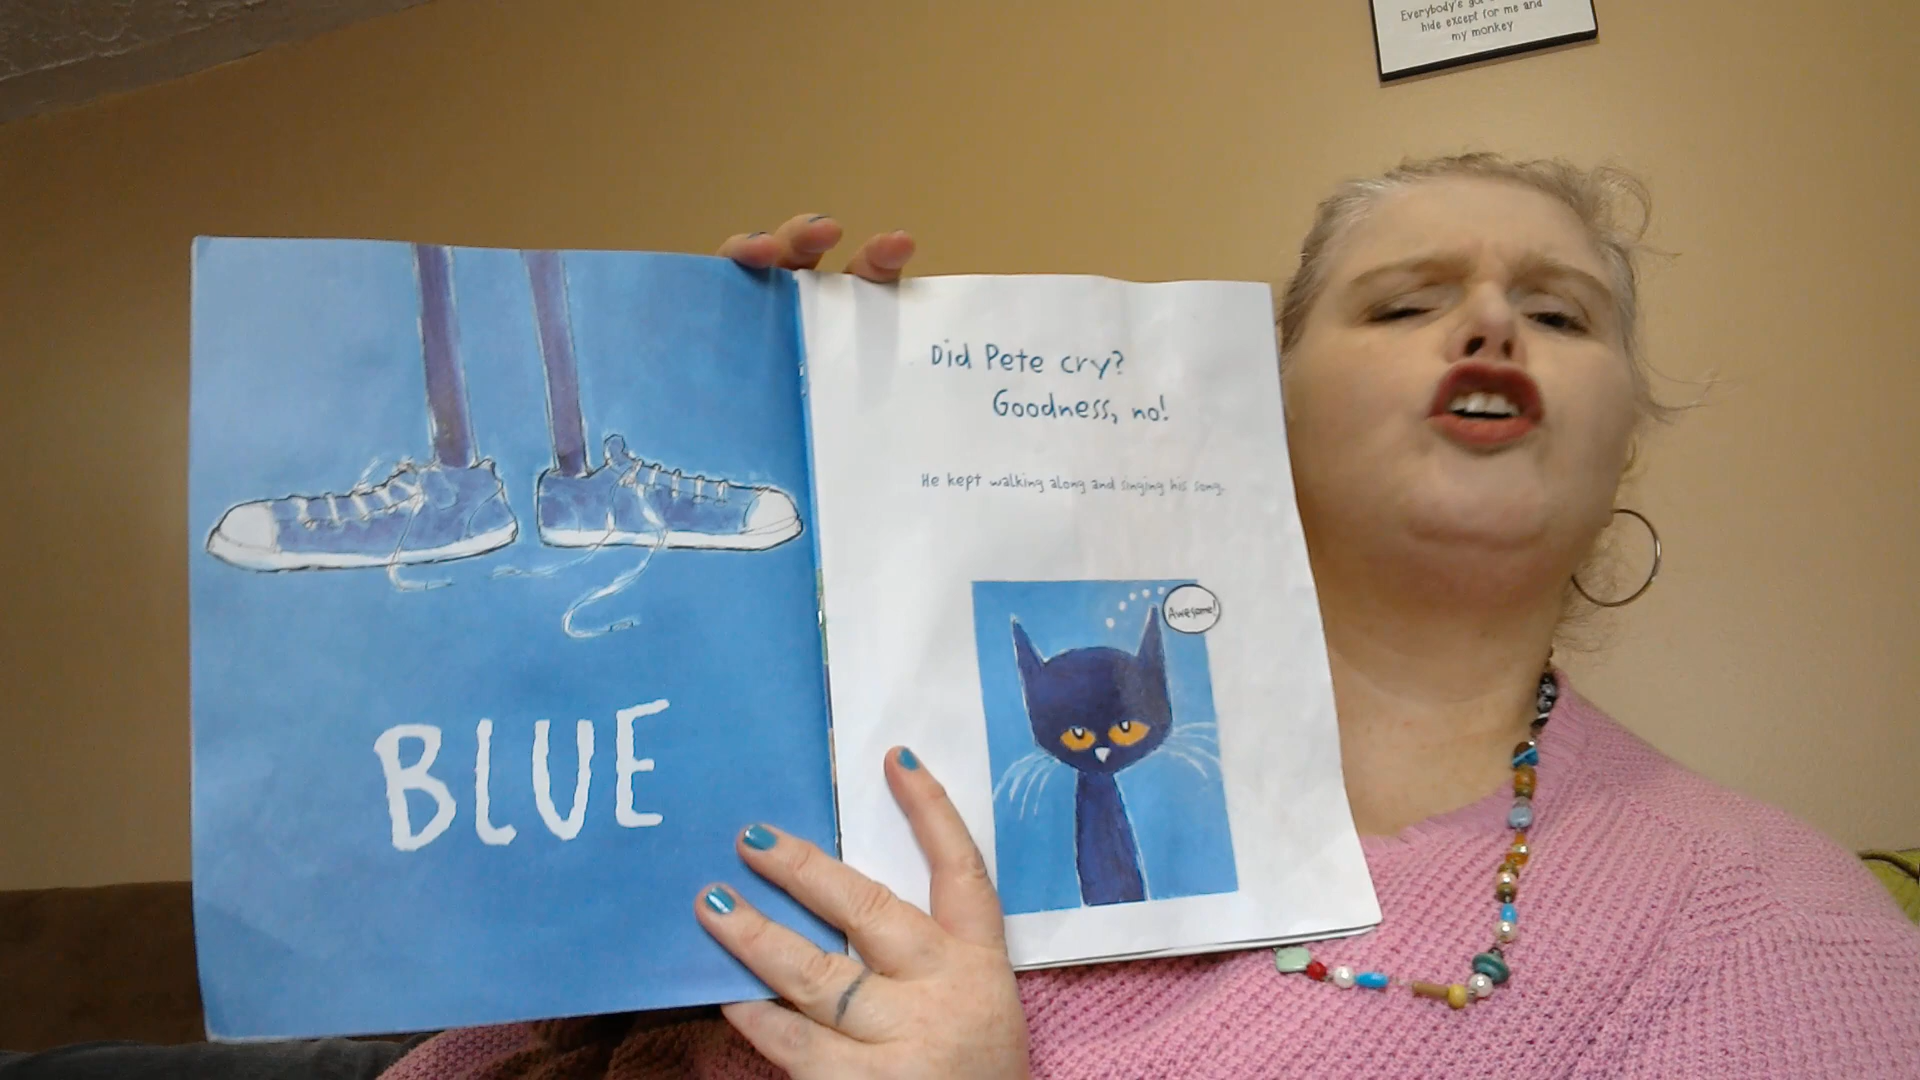 Everybody's
hide except for me and
my monkey
BLUE
Did Pete cry?
Goodness, no!
He kept walking along and singing his song.
Awesome!